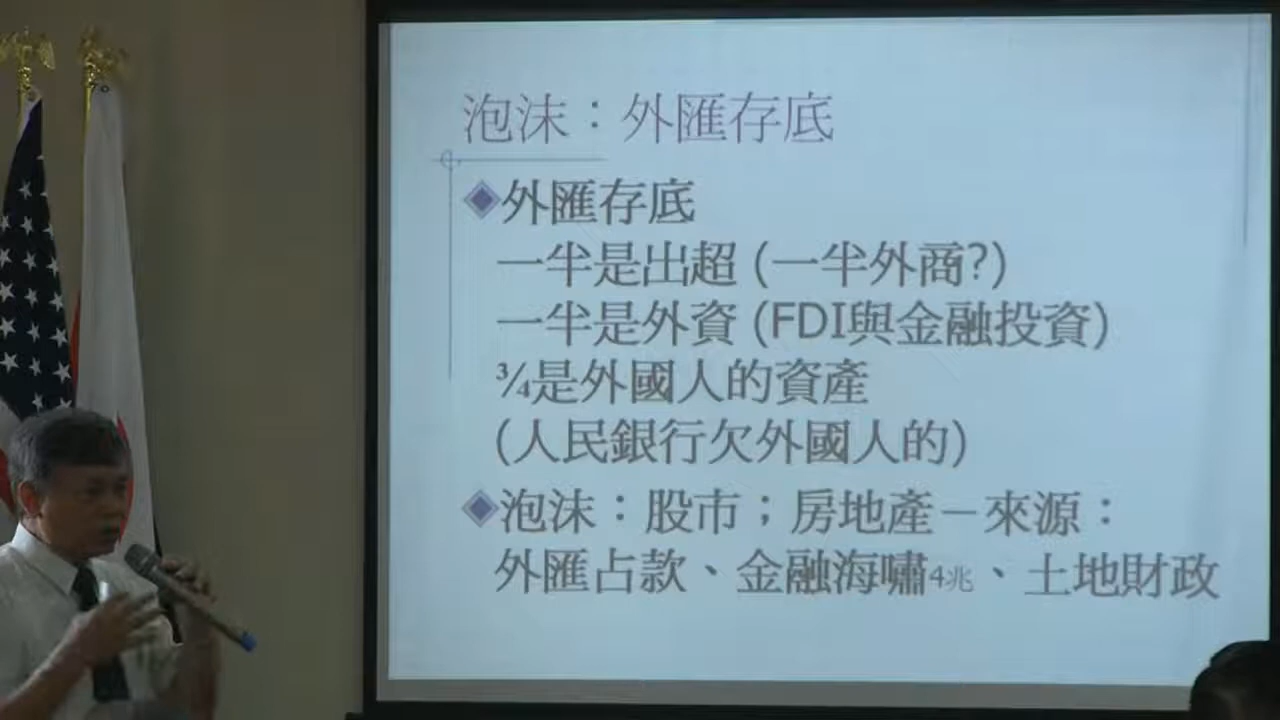 泡沫：外匯存底
外匯存底
一半是出超 (一半外商?)
一半是外資 (FDI與金融投資)
¾是外國人的資產
(人民銀行欠外國人的)
泡沫：股市；房地產－來源：
外匯占款、金融海嘯4兆、土地財政